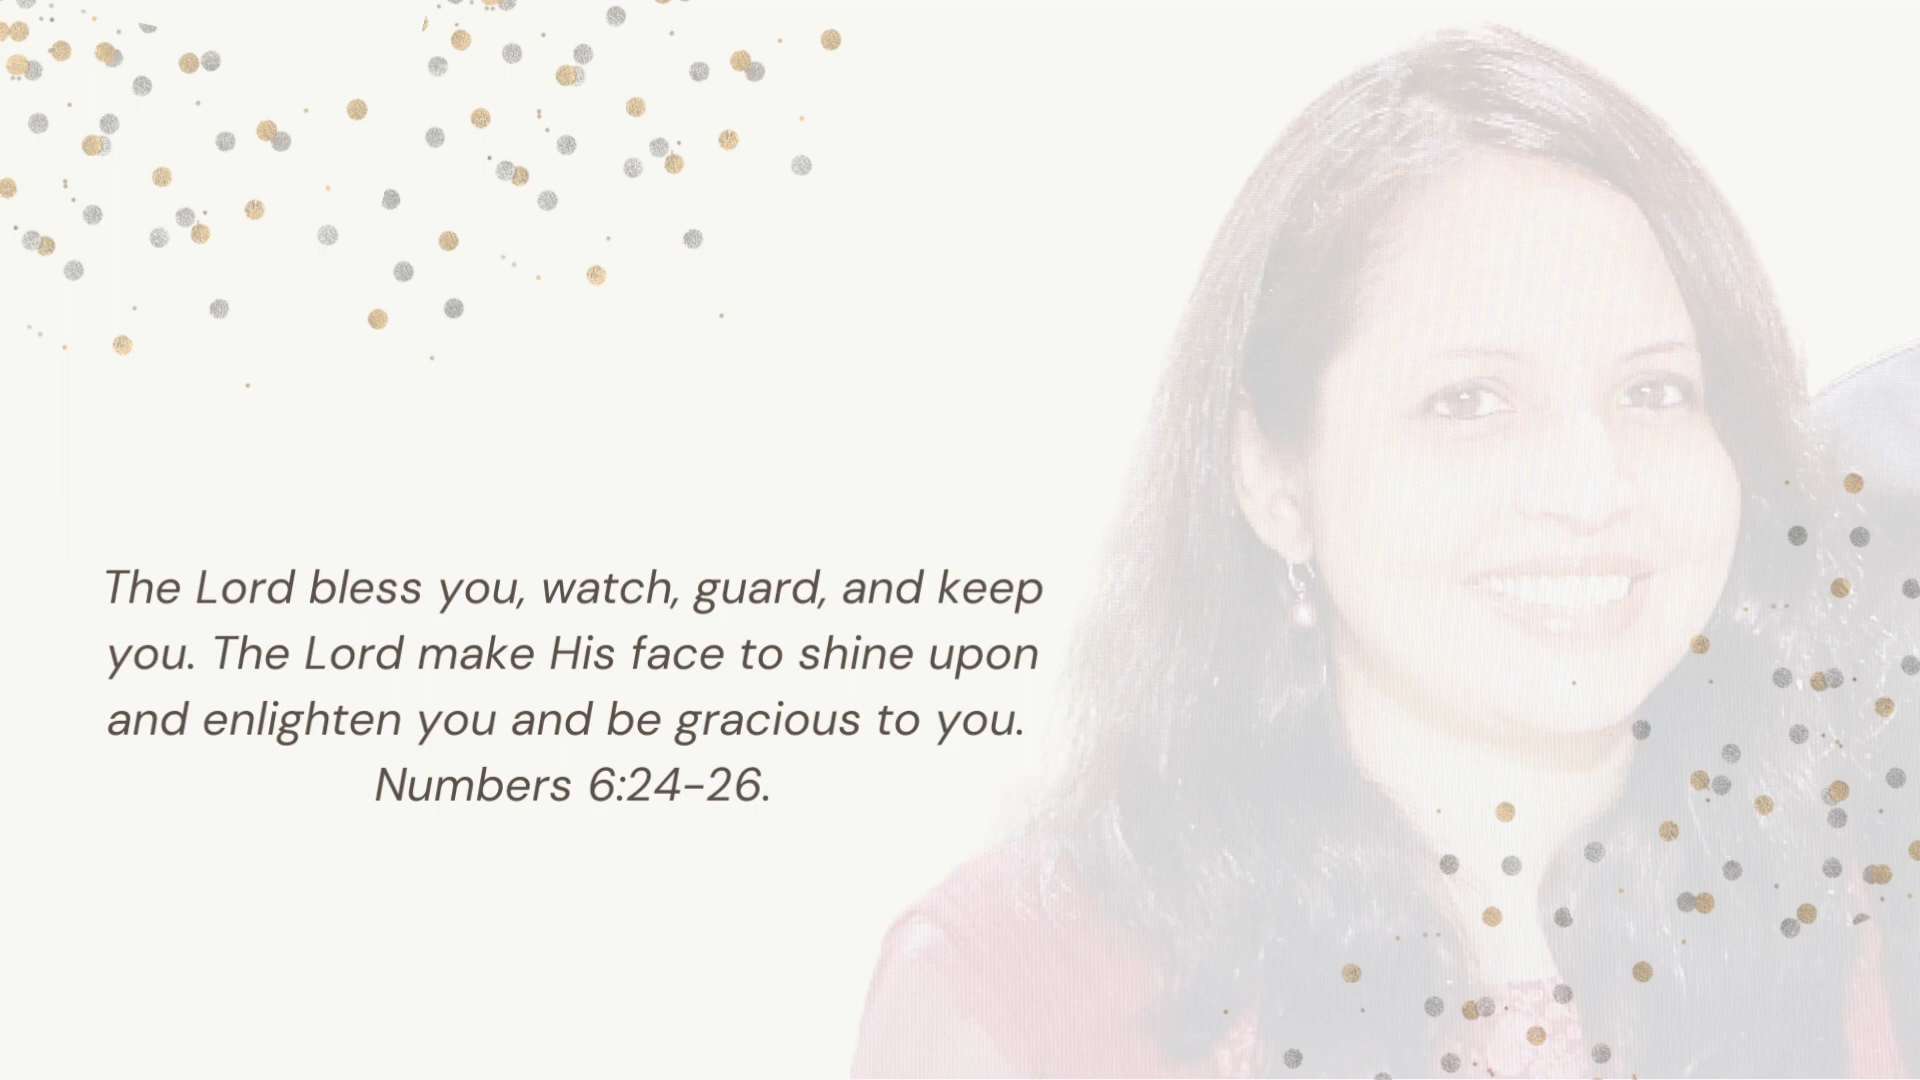 The Lord bless you, watch, guard, and keep
you. The Lord make His face to shine upon
and enlighten you and be gracious to you.
Numbers 6:24-26.